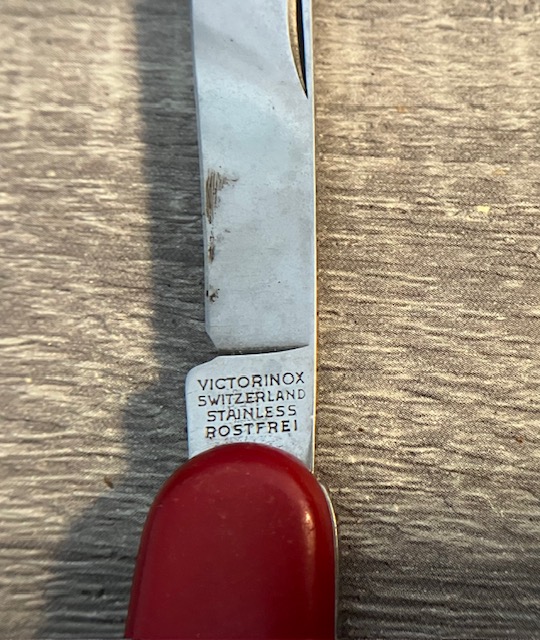 VICTORINOX
SWITZERLAND
STAINLESS
ROSTFREI